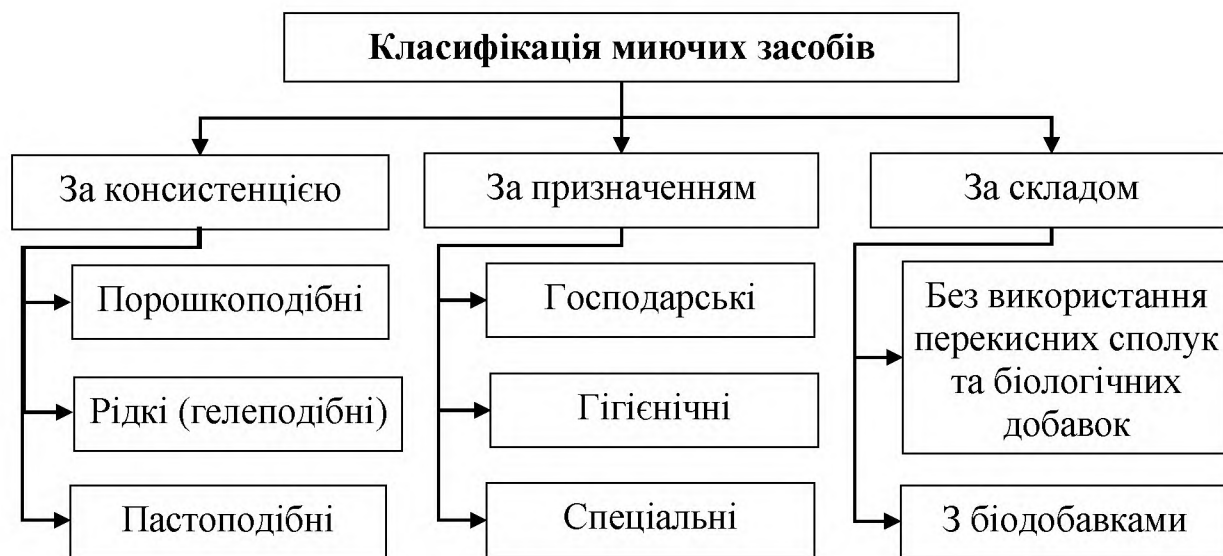 Класифікація миючих засобів
За консистенцією
Порошкоподібні
Рідкі (гелеподібні)
Пастоподібні
За призначенням
Господарські
Гігієнічні
Спеціальні
За складом
Без використання
перекисних сполук
та біологічних
добавок
З біодобавками